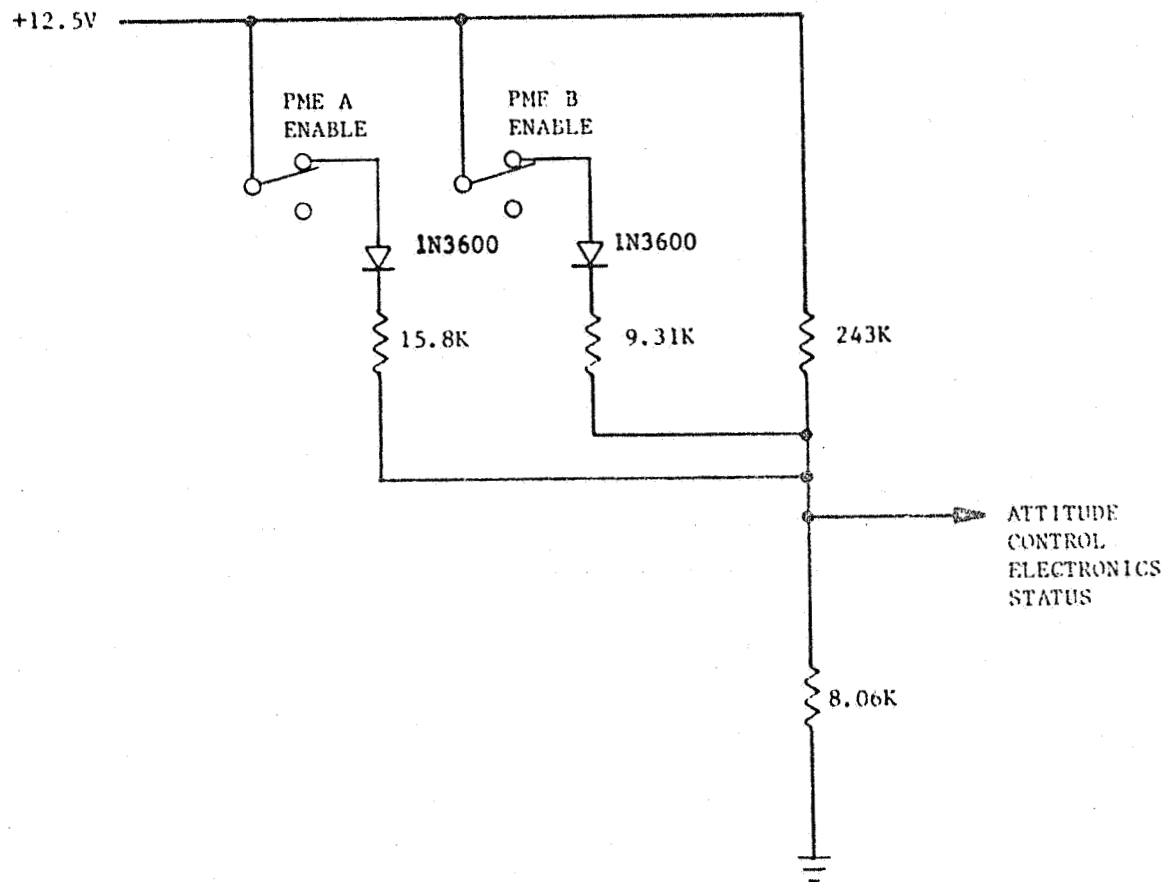 +12.5V
PME A
ENABLE
PME B
ENABLE
1N3600
1N3600
15.8K
9.31K
243K
ATTITUDE
CONTROL
ELECTRONICS
STATUS
8.06K